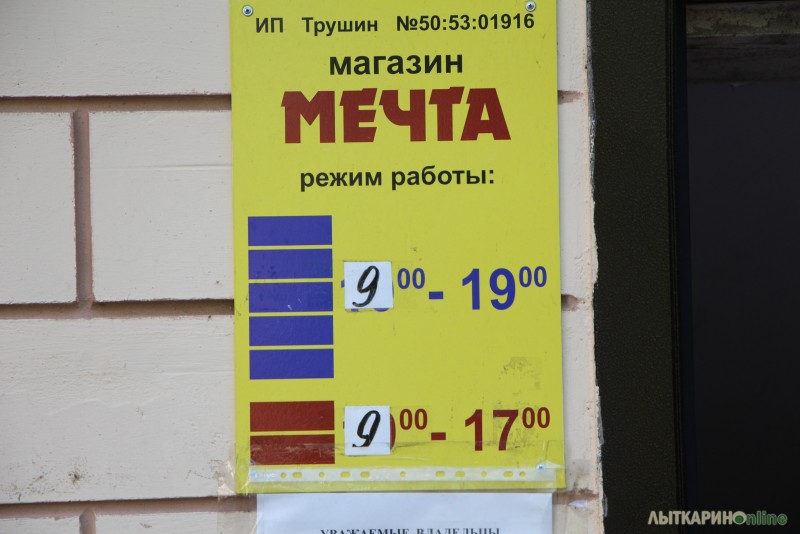 ИП Трушин №50:53:01916
магазин
МЕЧТА
режим работы:
9 00 - 19 00
9 00 - 17 00
УВАЖАЕМЫЕ ВЛАДЕЛЬЦЫ
ЛЫТКАРИНОonline